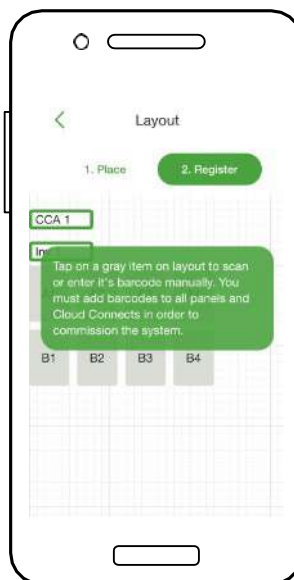 Layout
1. Place
2. Register
CCA 1
Tap on a gray item on layout to scan
or enter it's barcode manually. You
must add barcodes to all panels and
Cloud Connects in order to
commission the system.
B1 B2 B3 B4